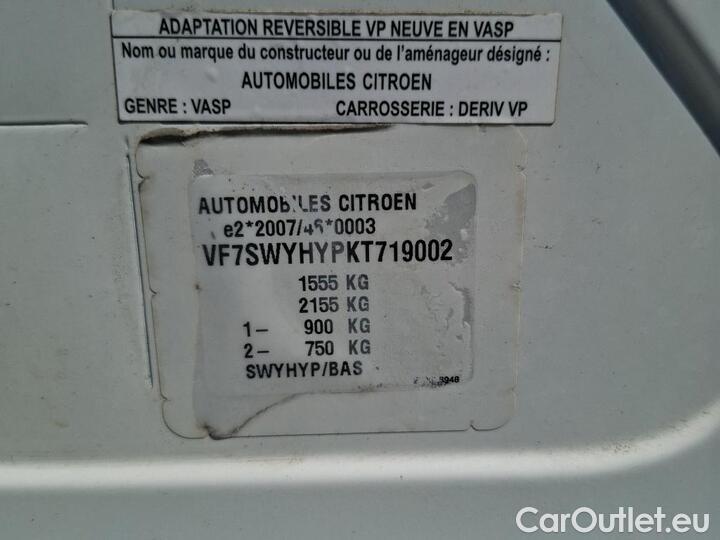 ADAPTATION REVERSIBLE VP NEUVE EN VASP
Nom ou marque du constructeur ou de l'aménageur désigné :
AUTOMOBILES CITROEN
GENRE : VASP CARROSSERIE : DERIV VP
AUTOMOBILES CITROEN
e2*2007/46*0003
VF7SWYHYPKT719002
1555 KG
2155 KG
1- 900 KG
2- 750 KG
SWYHYP/BAS
CarOutlet.eu